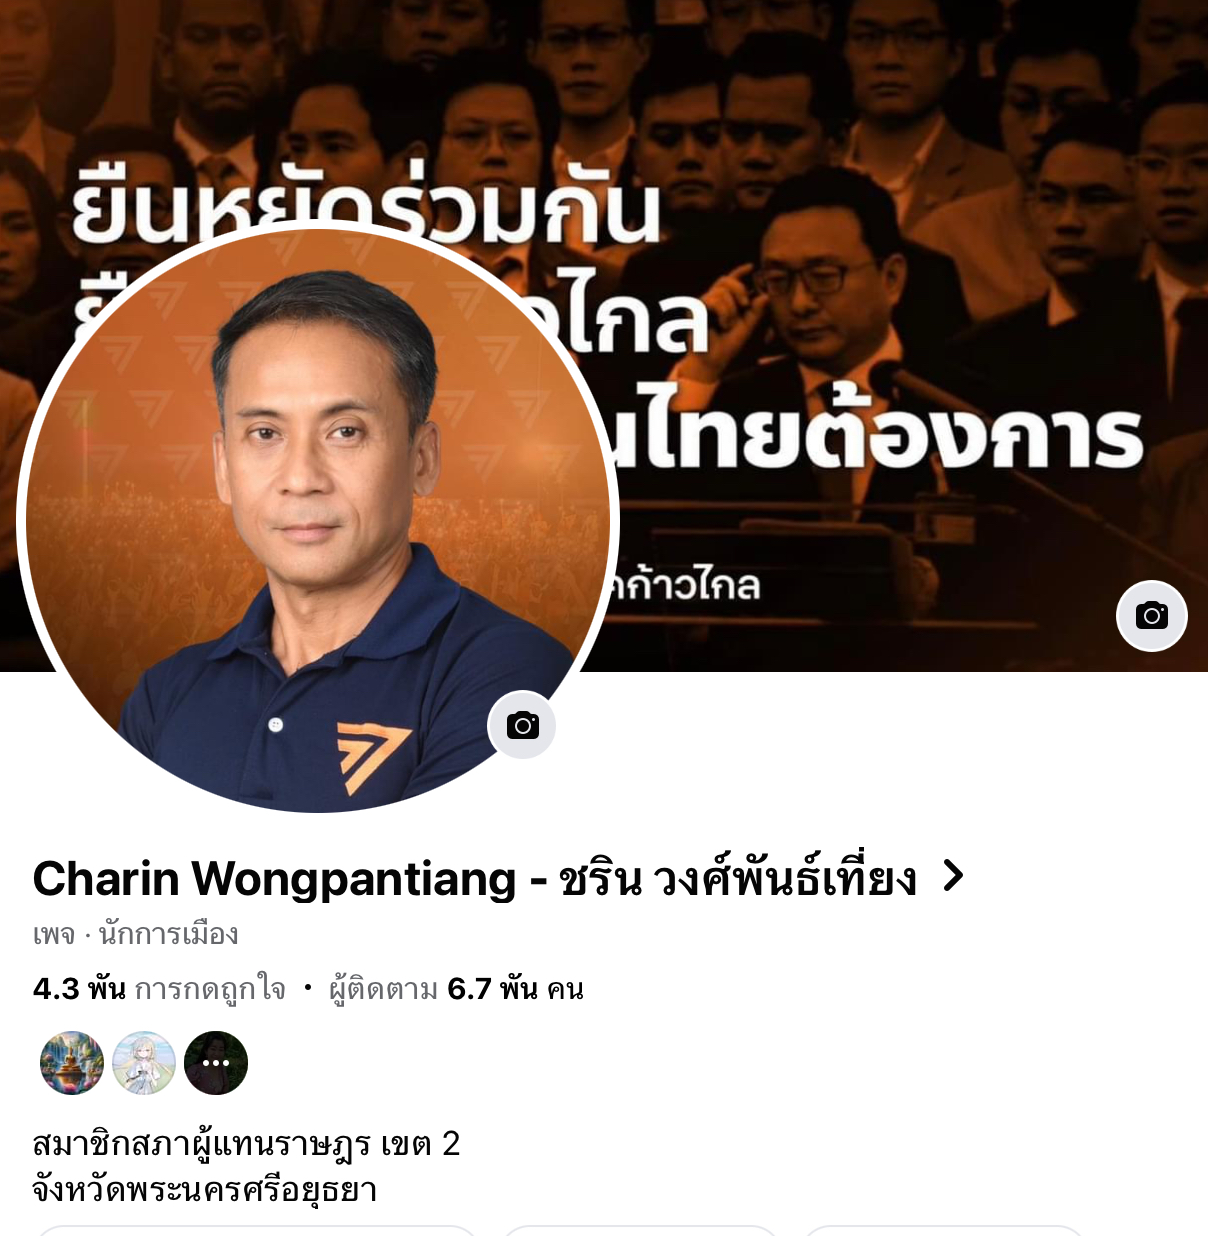 ยืนหยัดร่วมกัน
ไกล
ไทยต้องการ
ก้าวไกล
Charin Wongpantiang - ชริน วงศ์พันธ์เที่ยง
เพจ · นักการเมือง
4.3 พัน การกดถูกใจ • ผู้ติดตาม 6.7 พัน คน
สมาชิกสภาผู้แทนราษฎร เขต 2
จังหวัดพระนครศรีอยุธยา